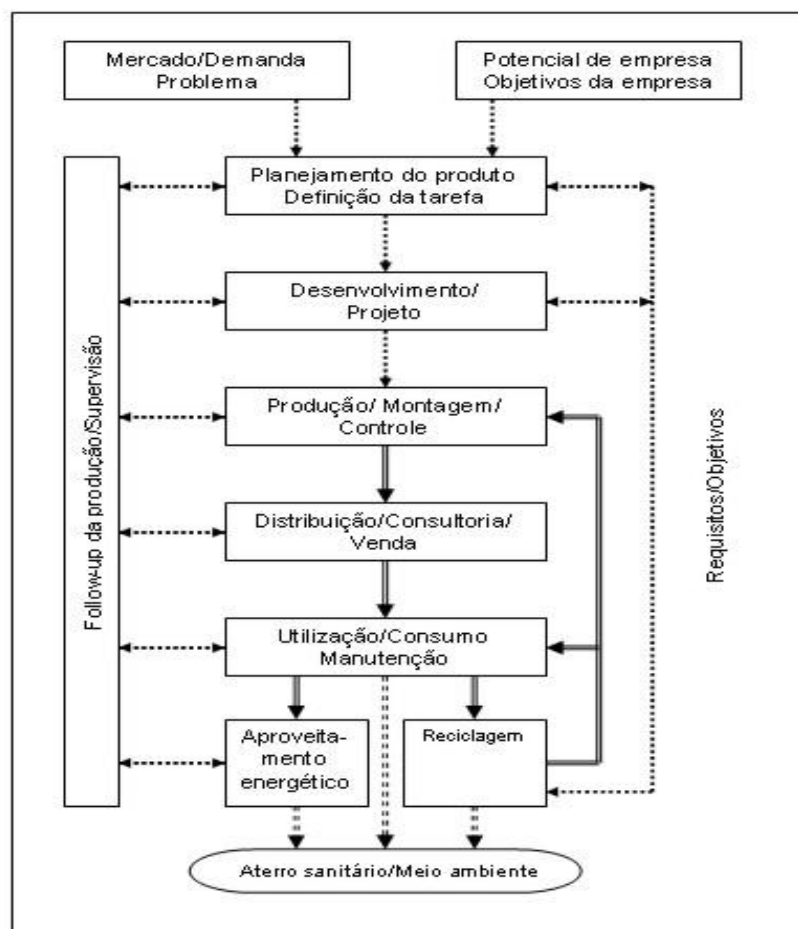 Mercado/Demanda
Problema
Potencial de empresa
Objetivos da empresa
Planejamento do produto
Definição da tarefa
Desenvolvimento/
Projeto
Produção/ Montagem/
Controle
Distribuição/Consultoria/
Venda
Utilização/Consumo
Manutenção
Aproveita-
mento
energético
Reciclagem
Aterro sanitário/Meio ambiente
Follow-up da produção/Supervisão
Requisitos/Objetivos